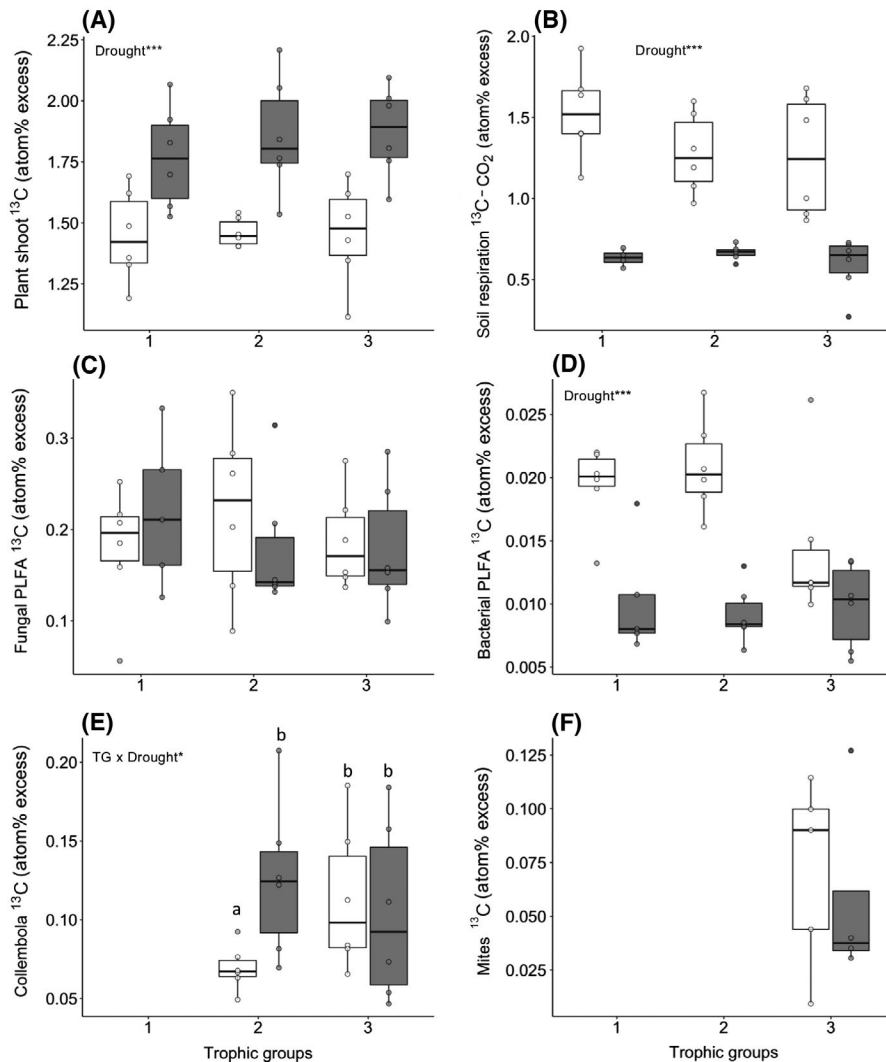 (A)
Drought***
Plant shoot ¹³C (atom% excess)
2.25
2.00
1.75
1.50
1.25
1
2
3
(B)
Drought***
Soil respiration ¹³C-CO₂ (atom% excess)
2.0
1.5
1.0
0.5
1
2
3
(C)
Fungal PLFA ¹³C (atom% excess)
0.3
0.2
0.1
1
2
3
(D)
Drought***
Bacterial PLFA ¹³C (atom% excess)
0.025
0.020
0.015
0.010
0.005
1
2
3
(E)
TG x Drought*
Collembola ¹³C (atom% excess)
0.20
0.15
0.10
0.05
a
b
b
b
1
2
3
Trophic groups
(F)
Mites ¹³C (atom% excess)
0.125
0.100
0.075
0.050
0.025
1
2
3
Trophic groups